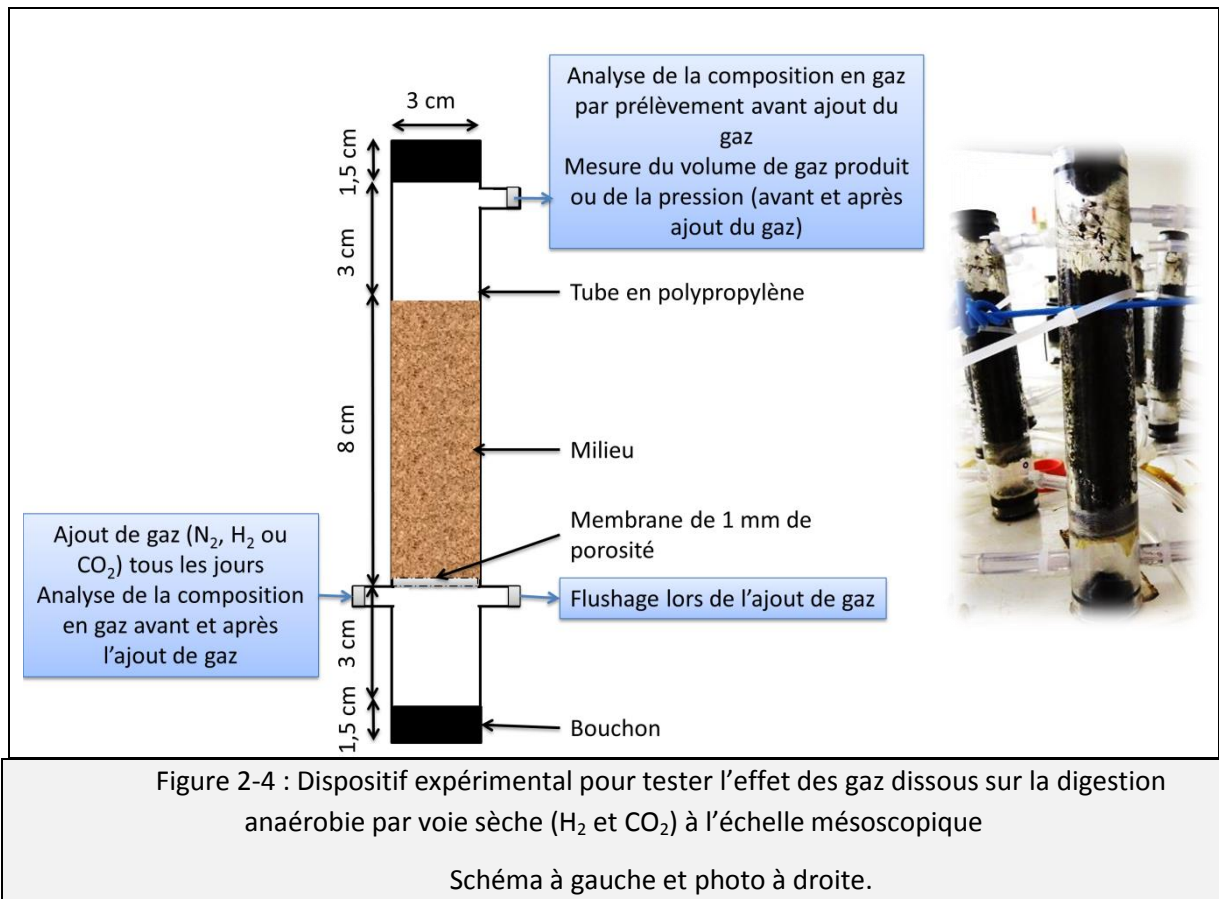 3 cm
1,5 cm
3 cm
8 cm
3 cm
1,5 cm
Analyse de la composition en gaz
par prélèvement avant ajout du
gaz
Mesure du volume de gaz produit
ou de la pression (avant et après
ajout du gaz)
Tube en polypropylène
Milieu
Membrane de 1 mm de
porosité
Ajout de gaz (N₂, H₂ ou
CO₂) tous les jours
Analyse de la composition
en gaz avant et après
l’ajout de gaz
Flushage lors de l’ajout de gaz
Bouchon
Figure 2-4 : Dispositif expérimental pour tester l’effet des gaz dissous sur la digestion
anaérobie par voie sèche (H₂ et CO₂) à l’échelle mésoscopique
Schéma à gauche et photo à droite.